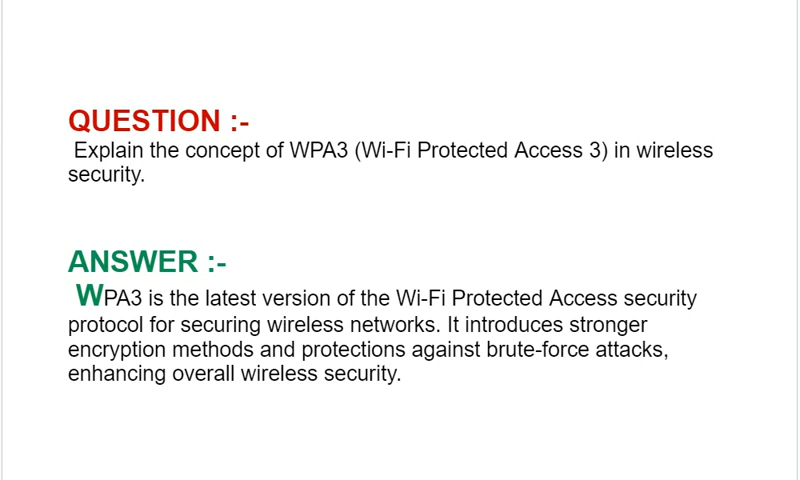 QUESTION :-
Explain the concept of WPA3 (Wi-Fi Protected Access 3) in wireless
security.
ANSWER :-
WPA3 is the latest version of the Wi-Fi Protected Access security
protocol for securing wireless networks. It introduces stronger
encryption methods and protections against brute-force attacks,
enhancing overall wireless security.